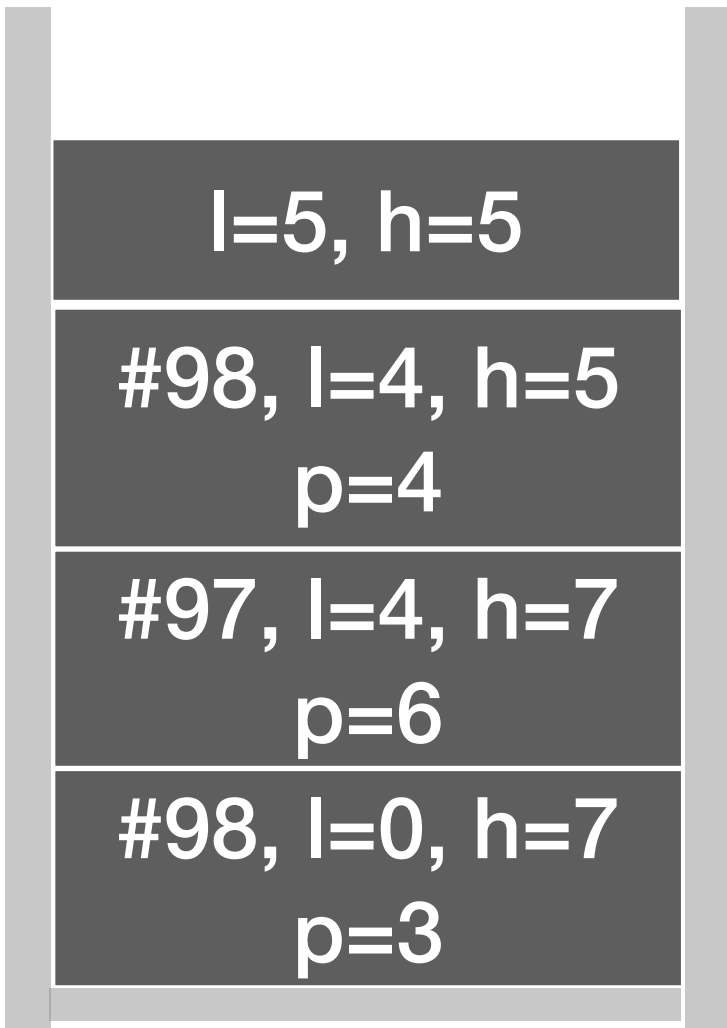 l=5, h=5
#98, l=4, h=5
p=4
#97, l=4, h=7
p=6
#98, l=0, h=7
p=3